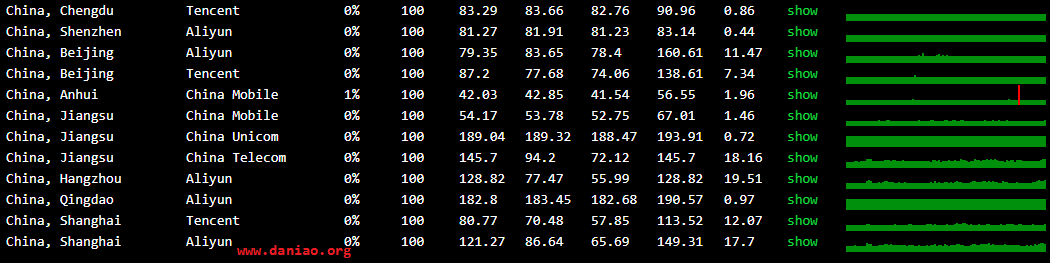 China, Chengdu Tencent 0% 100 83.29 83.66 82.76 90.96 0.86 show
China, Shenzhen Aliyun 0% 100 81.27 81.91 81.23 83.14 0.44 show
China, Beijing Aliyun 0% 100 79.35 83.65 78.4 160.61 11.47 show
China, Beijing Tencent 0% 100 87.2 77.68 74.06 138.61 7.34 show
China, Anhui China Mobile 1% 100 42.03 42.85 41.54 56.55 1.96 show
China, Jiangsu China Mobile 0% 100 54.17 53.78 52.75 67.01 1.46 show
China, Jiangsu China Unicom 0% 100 189.04 189.32 188.47 193.91 0.72 show
China, Jiangsu China Telecom 0% 100 145.7 94.2 72.12 145.7 18.16 show
China, Hangzhou Aliyun 0% 100 128.82 77.47 55.99 128.82 19.51 show
China, Qingdao Aliyun 0% 100 182.8 183.45 182.68 190.57 0.97 show
China, Shanghai Tencent 0% 100 80.77 70.48 57.85 113.52 12.07 show
China, Shanghai Aliyun 0% 100 121.27 86.64 65.69 149.31 17.7 show
www.daniao.org